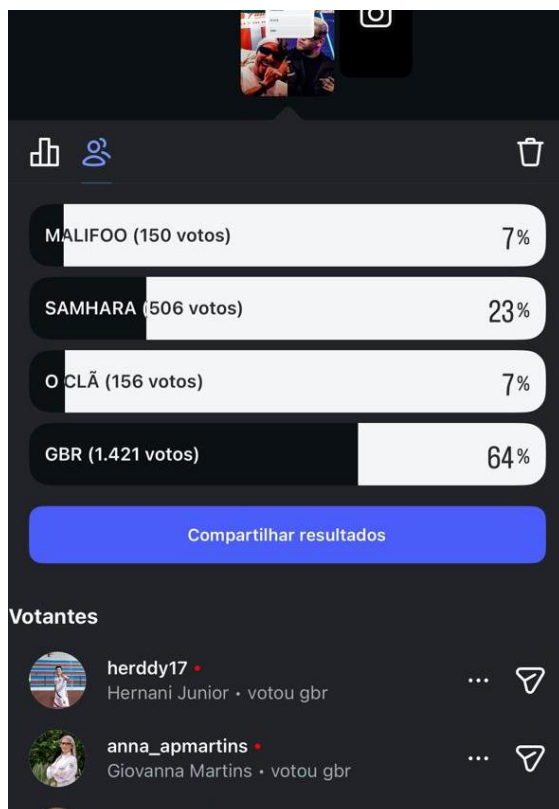 MALIFOO (150 votos) 7%
SAMHARA (506 votos) 23%
O CLÃ (156 votos) 7%
GBR (1.421 votos) 64%
Compartilhar resultados
Votantes
herddy17
Hernani Junior • votou gbr
anna_apmartins
Giovanna Martins • votou gbr